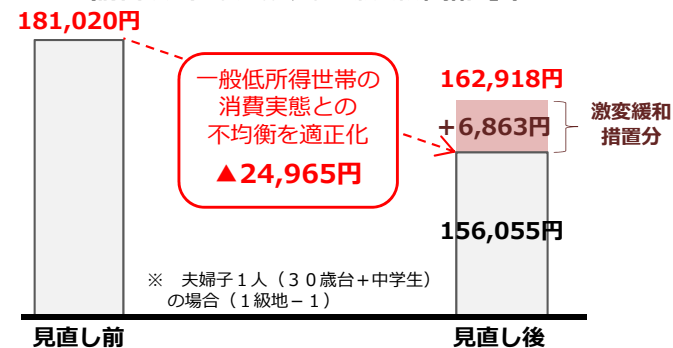 181,020円
一般低所得世帯の
消費実態との
不均衡を適正化
▲24,965円
162,918円
+6,863円
激変緩和
措置分
156,055円
※　夫婦子１人（３０歳台＋中学生）
の場合（１級地－１）
見直し前
見直し後